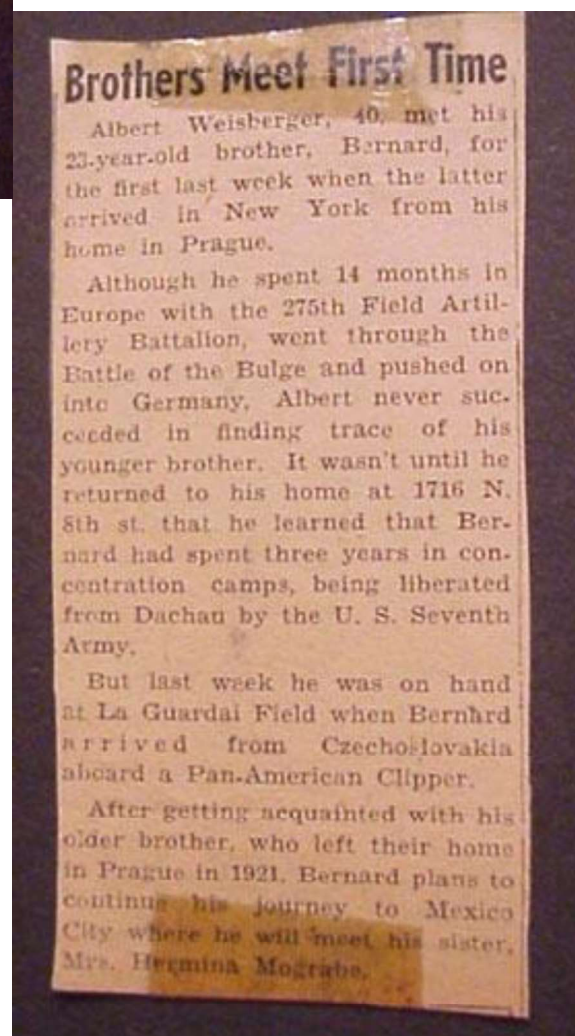 Brothers Meet First Time
Albert Weisberger, 40, met his
23-year-old brother, Bernard, for
the first last week when the latter
arrived in New York from his
home in Prague.
Although he spent 14 months in
Europe with the 275th Field Artil-
lery Battalion, went through the
Battle of the Bulge and pushed on
into Germany, Albert never suc-
ceeded in finding trace of his
younger brother. It wasn't until he
returned to his home at 1716 N.
8th st. that he learned that Ber-
nard had spent three years in con-
centration camps, being liberated
from Dachau by the U. S. Seventh
Army.
But last week he was on hand
at La Guardai Field when Bernard
arrived from Czechoslovakia
aboard a Pan-American Clipper.
After getting acquainted with his
older brother, who left their home
in Prague in 1921, Bernard plans to
continue his journey to Mexico
City where he will meet his sister,
Mrs. Hermina Mograbe.